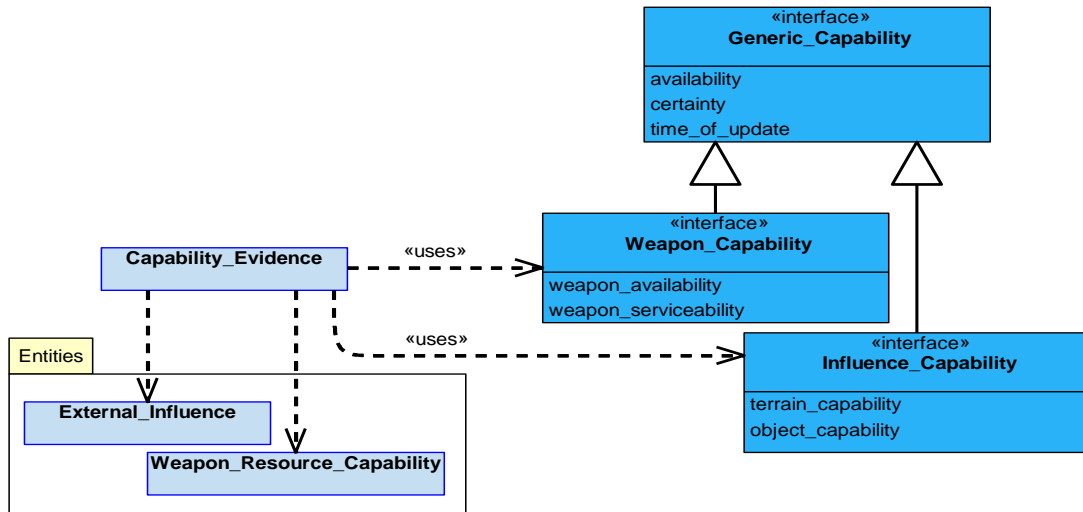 «interface»
Generic_Capability
availability
certainty
time_of_update
«interface»
Weapon_Capability
weapon_availability
weapon_serviceability
Capability_Evidence
«uses»
«uses»
«interface»
Influence_Capability
terrain_capability
object_capability
Entities
External_Influence
Weapon_Resource_Capability